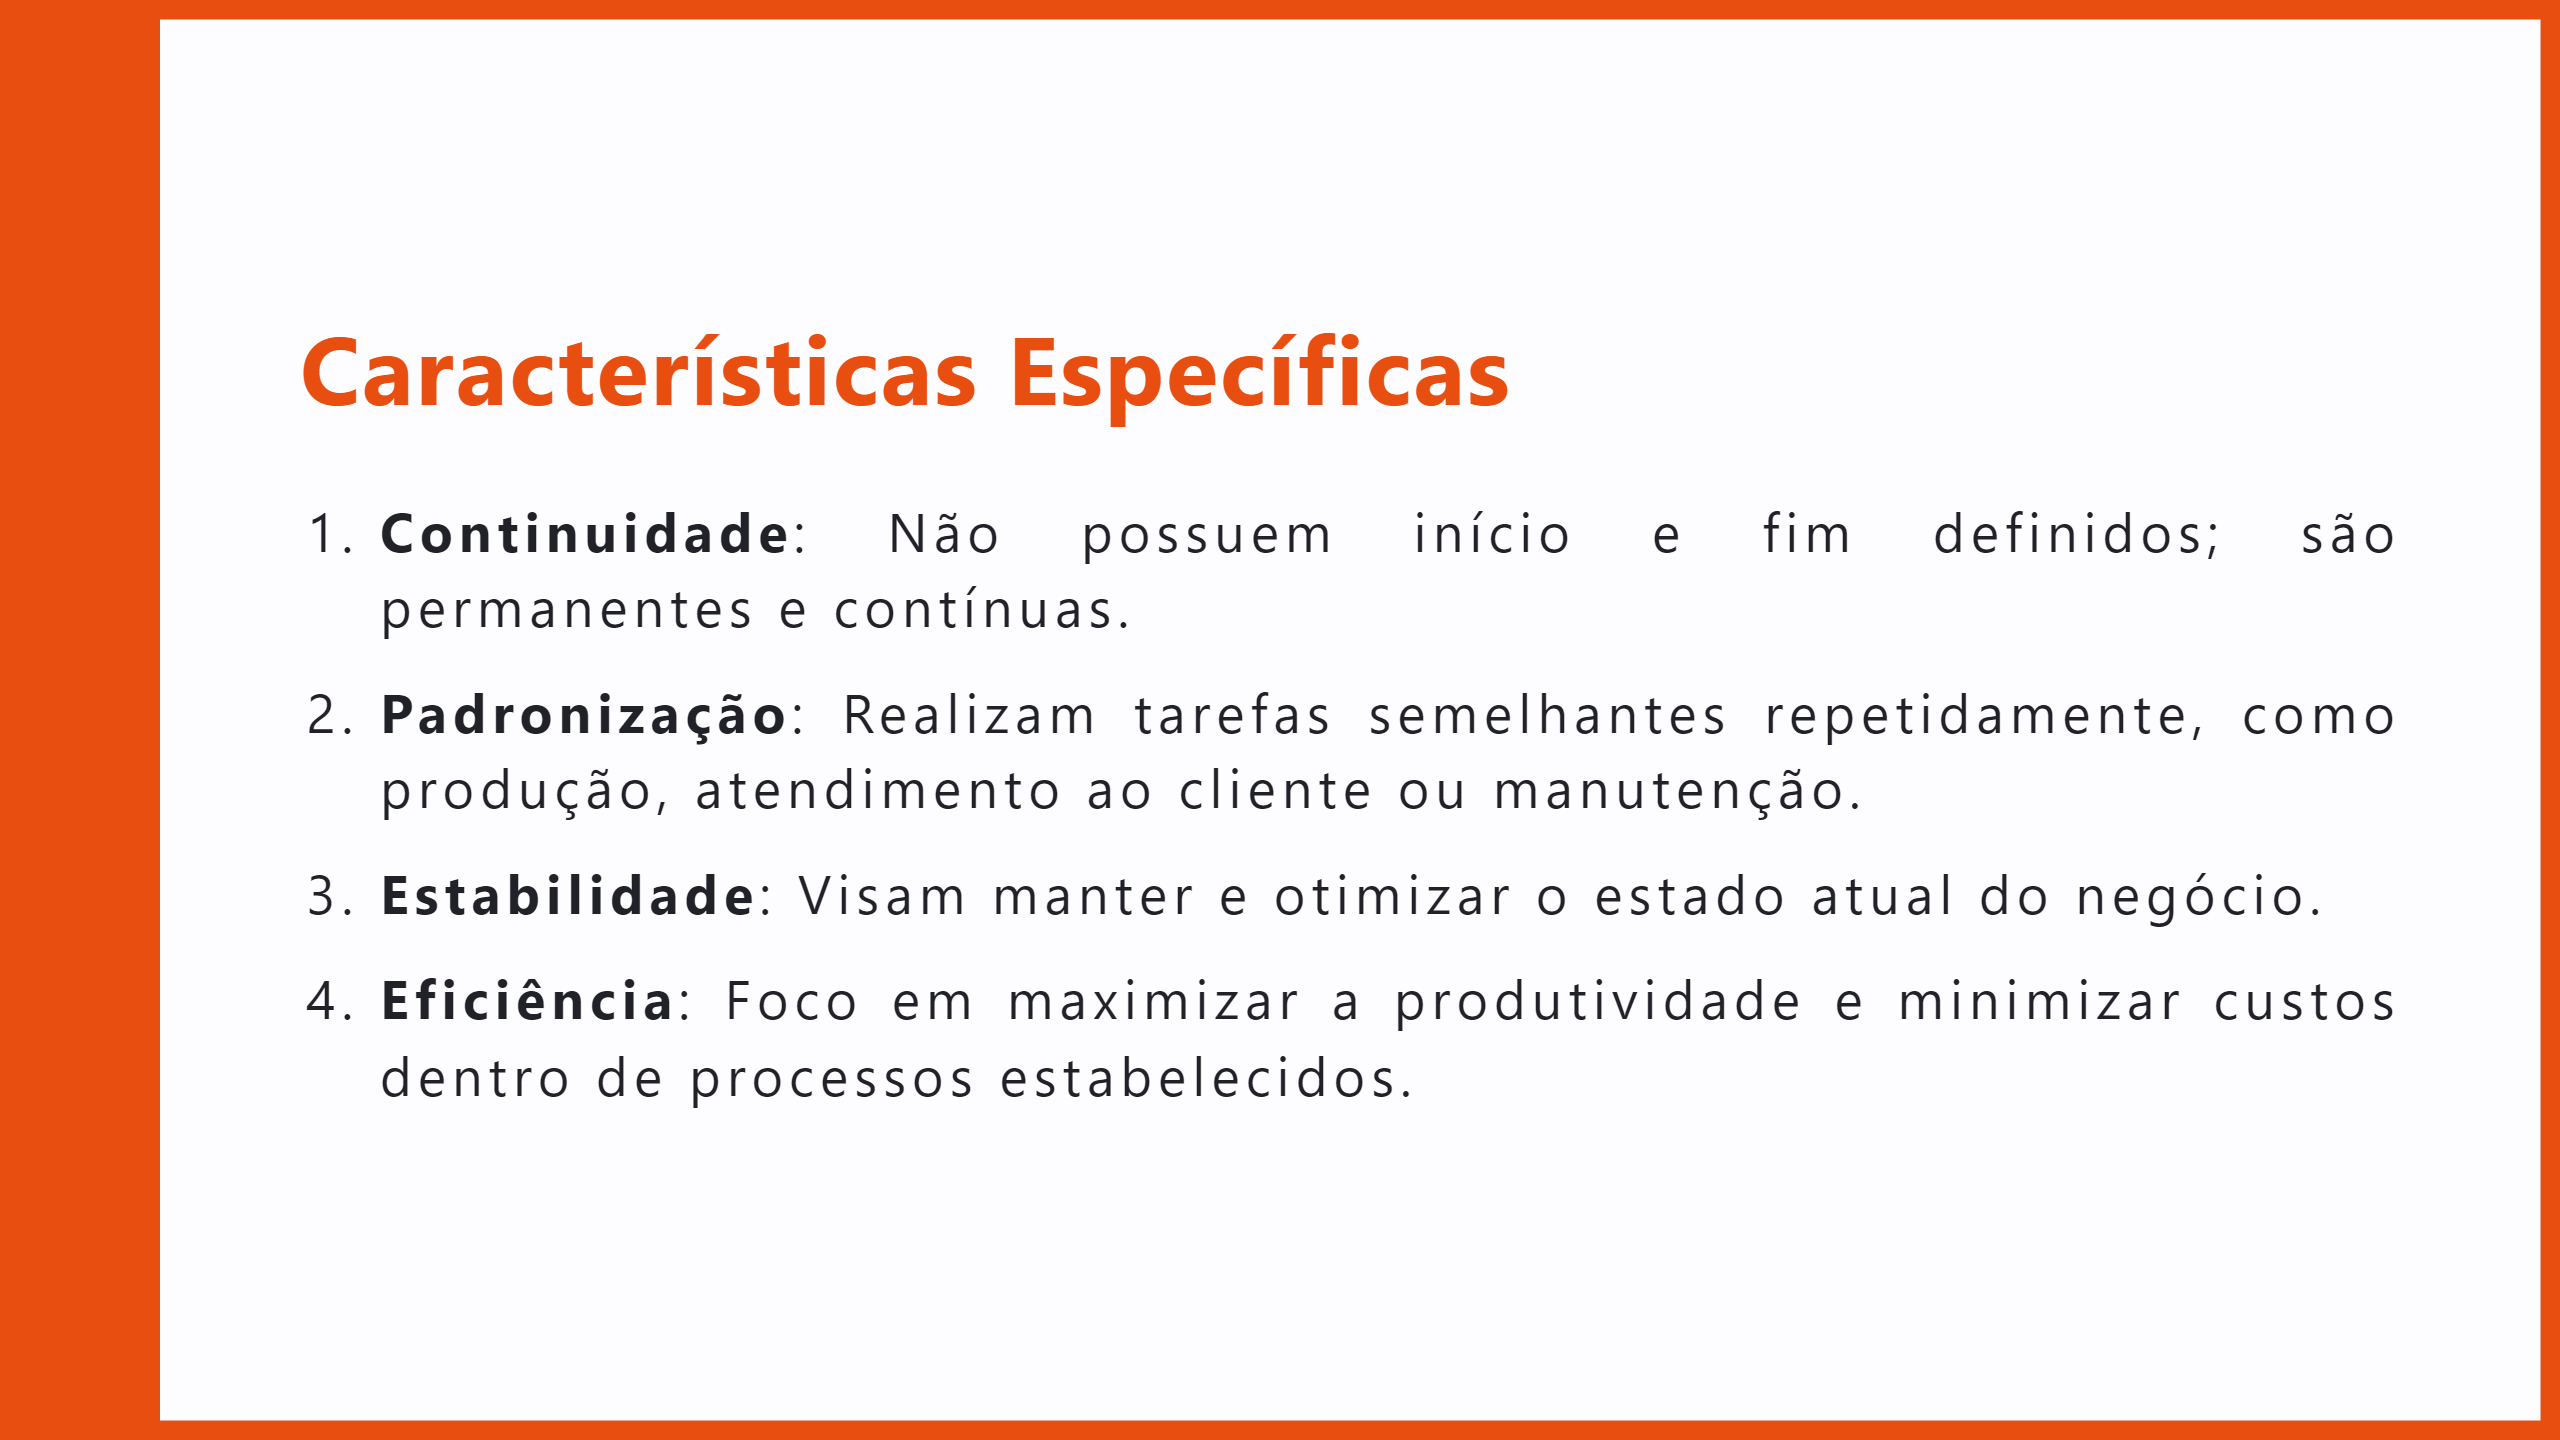 Características Específicas
1. Continuidade: Não possuem início e fim definidos; são
permanentes e contínuas.
2. Padronização: Realizam tarefas semelhantes repetidamente, como
produção, atendimento ao cliente ou manutenção.
3. Estabilidade: Visam manter e otimizar o estado atual do negócio.
4. Eficiência: Foco em maximizar a produtividade e minimizar custos
dentro de processos estabelecidos.